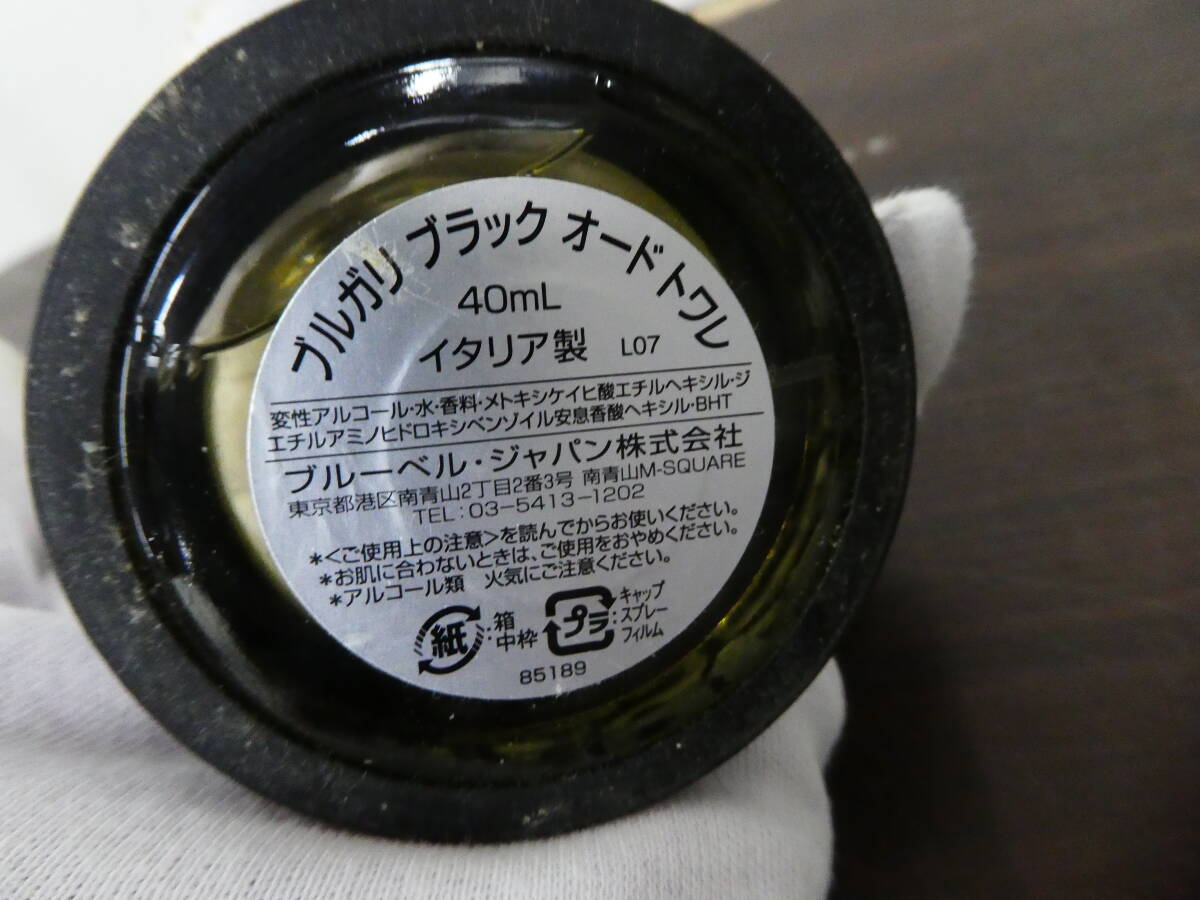 ブルガリ ブラック オードトワレ
40mL
イタリア製 L07
変性アルコール・水・香料・メトキシケイヒ酸エチルヘキシル・ジ
エチルアミノヒドロキシベンゾイル安息香酸ヘキシル・BHT
ブルーベル・ジャパン株式会社
東京都港区南青山2丁目2番3号 南青山M-SQUARE
TEL:03-5413-1202
*<ご使用上の注意>を読んでからお使いください。
*お肌に合わないときは、ご使用をおやめください。
*アルコール類 火気にご注意ください。
紙:箱 中枠
プラ:キャップ スプレー フィルム
85189